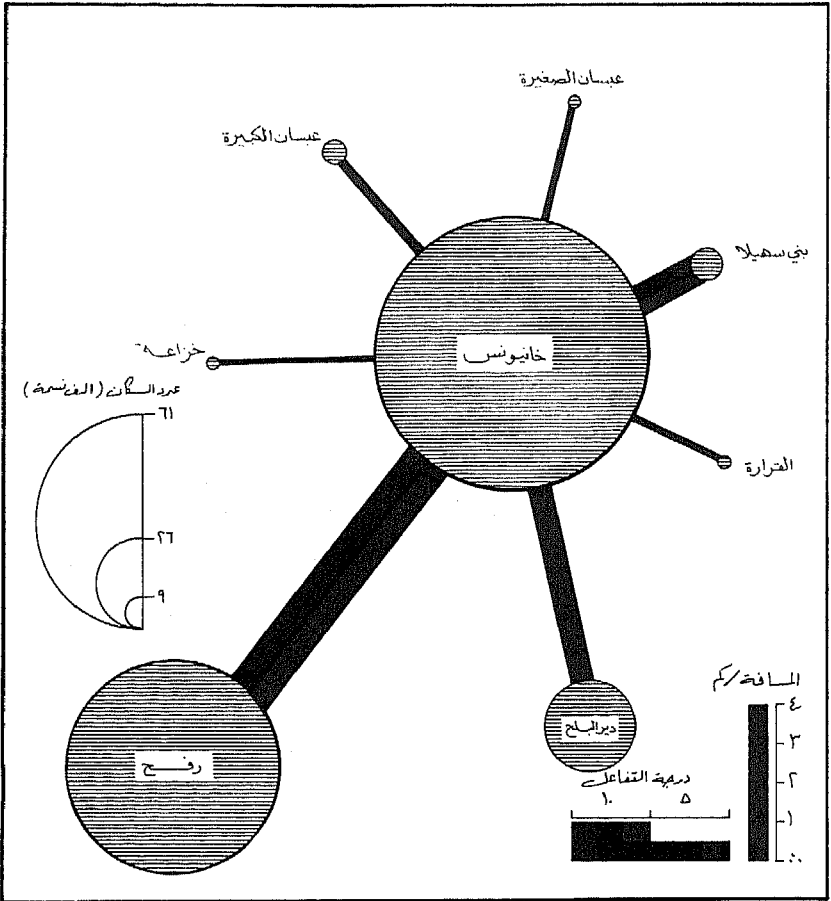 عبسان الصغيرة
عبسان الكبيرة
بني سهيلا
خانيونس
خزاعة
عدد السكان (الف نسمة)
٦١
٢٦
٩
القرارة
رفح
دير البلح
المسافة/كم
٤
٣
٢
١
٠
درجة التفاعل
١٠ ٥